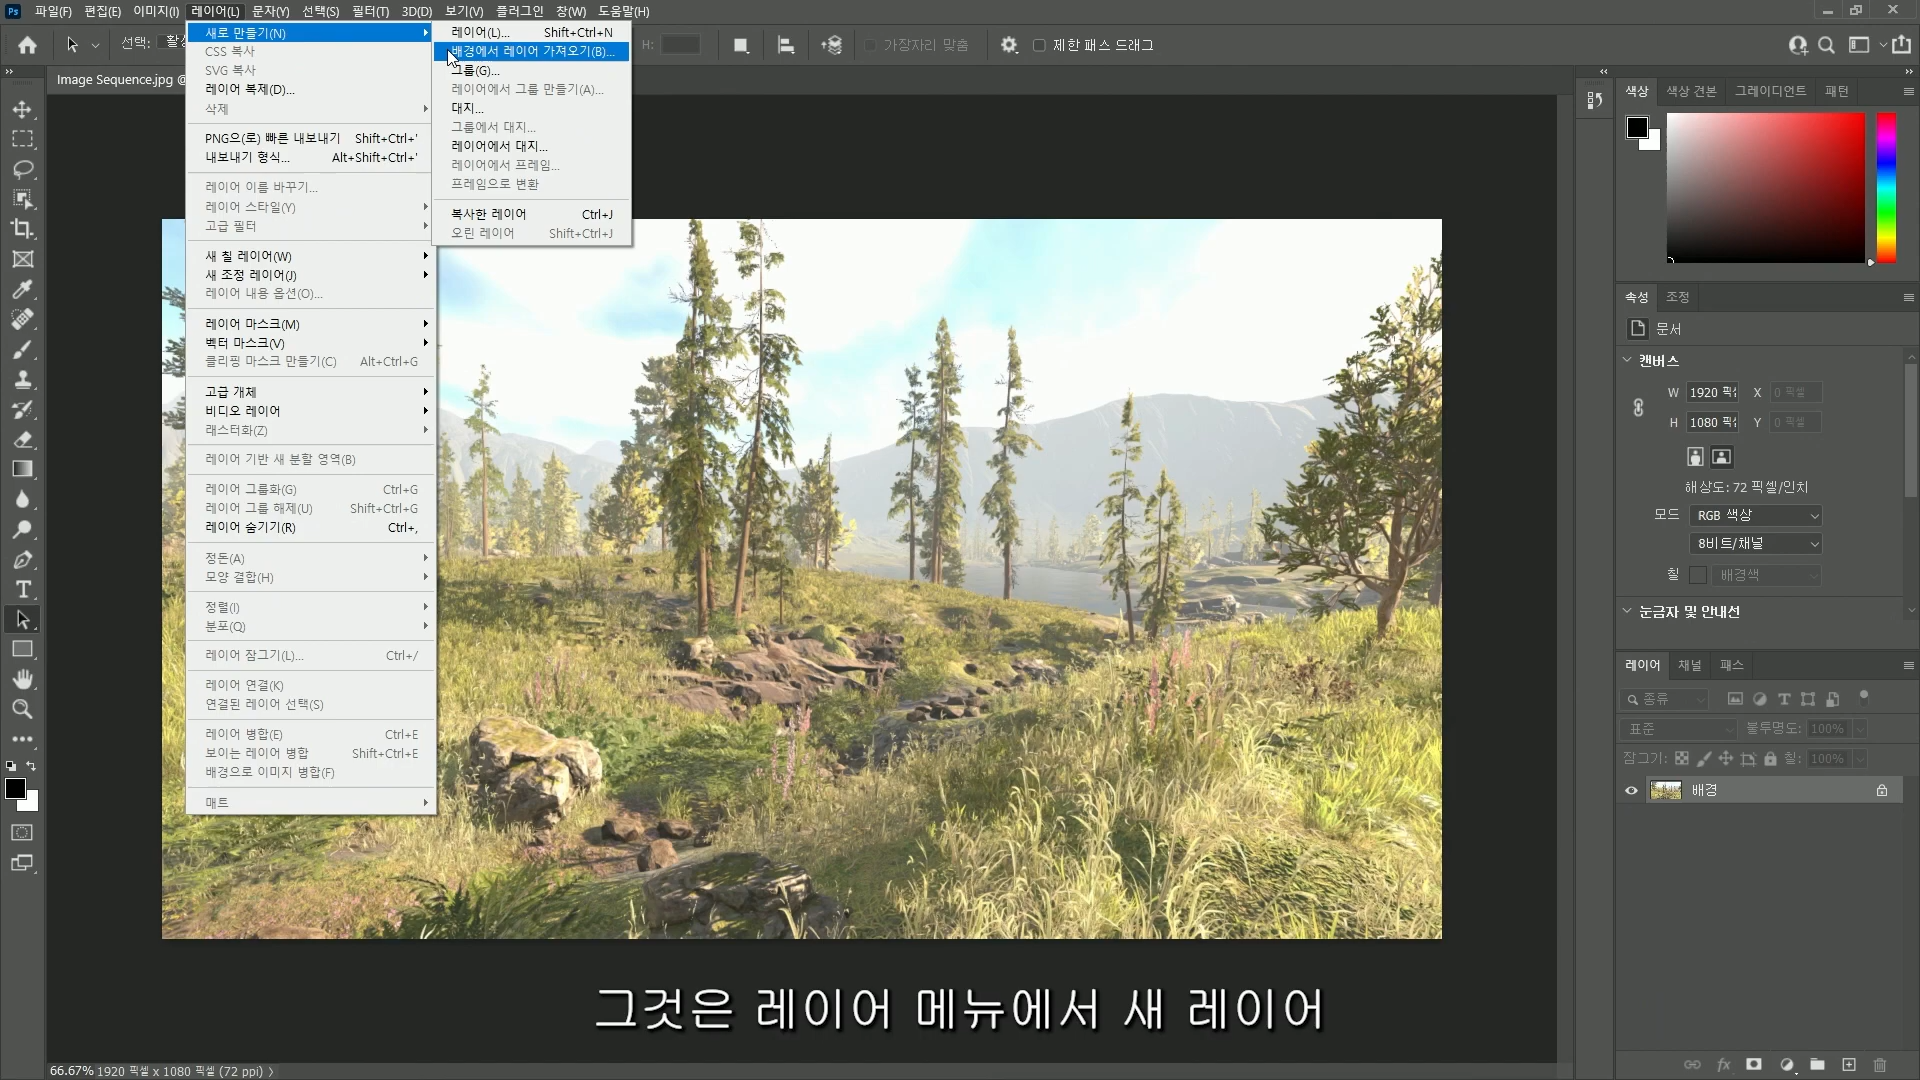 Ps 파일(F) 편집(E) 이미지(I) 레이어(L) 문자(Y) 선택(S) 필터(T) 3D(D) 보기(V) 플러그인 창(W) 도움말(H)
선택: H: 가장자리 맞춤 제한 패스 드래그
Image Sequence.jpg @
새로 만들기(N)
CSS 복사
SVG 복사
레이어 복제(D)...
삭제
PNG으(로) 빠른 내보내기 Shift+Ctrl+'
내보내기 형식... Alt+Shift+Ctrl+'
레이어 이름 바꾸기...
레이어 스타일(Y)
고급 필터
새 칠 레이어(W)
새 조정 레이어(J)
레이어 내용 옵션(O)...
레이어 마스크(M)
벡터 마스크(V)
클리핑 마스크 만들기(C) Alt+Ctrl+G
고급 개체
비디오 레이어
래스터화(Z)
레이어 기반 새 분할 영역(B)
레이어 그룹화(G) Ctrl+G
레이어 그룹 해제(U) Shift+Ctrl+G
레이어 숨기기(R) Ctrl+,
정돈(A)
모양 결합(H)
정렬(I)
분포(Q)
레이어 잠그기(L)... Ctrl+/
레이어 연결(K)
연결된 레이어 선택(S)
레이어 병합(E) Ctrl+E
보이는 레이어 병합 Shift+Ctrl+E
배경으로 이미지 병합(F)
매트
레이어(L)... Shift+Ctrl+N
배경에서 레이어 가져오기(B)...
그룹(G)...
레이어에서 그룹 만들기(A)...
대지...
그룹에서 대지...
레이어에서 대지...
레이어에서 프레임...
프레임으로 변환
복사한 레이어 Ctrl+J
오린 레이어 Shift+Ctrl+J
색상 색상 견본 그레이디언트 패턴
속성 조정
문서
캔버스
W 1920 픽 X 0 픽셀
H 1080 픽 Y 0 픽셀
해상도: 72 픽셀/인치
모드 RGB 색상
8비트/채널
칠 배경색
눈금자 및 안내선
레이어 채널 패스
종류
표준 불투명도: 100%
잠그기: 칠: 100%
배경
그것은 레이어 메뉴에서 새 레이어
66.67% 1920 픽셀 x 1080 픽셀 (72 ppi)